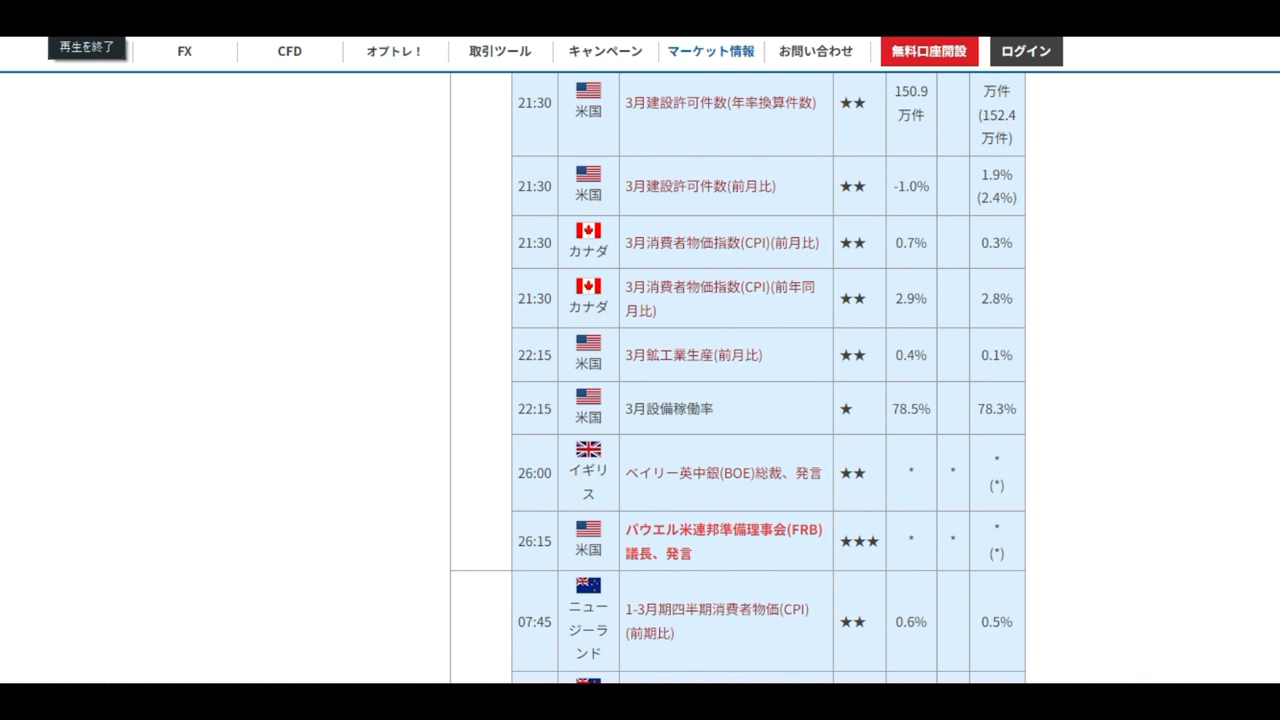 再生を終了
FX
CFD
オプトレ！
取引ツール
キャンペーン
マーケット情報
お問い合わせ
無料口座開設
ログイン
21:30
米国
3月建設許可件数(年率換算件数)
★★
150.9
万件
万件
(152.4
万件)
21:30
米国
3月建設許可件数(前月比)
★★
-1.0%
1.9%
(2.4%)
21:30
カナダ
3月消費者物価指数(CPI)(前月比)
★★
0.7%
0.3%
21:30
カナダ
3月消費者物価指数(CPI)(前年同
月比)
★★
2.9%
2.8%
22:15
米国
3月鉱工業生産(前月比)
★★
0.4%
0.1%
22:15
米国
3月設備稼働率
★
78.5%
78.3%
26:00
イギリ
ス
ベイリー英中銀(BOE)総裁、発言
★★
*
*
*
(*)
26:15
米国
パウエル米連邦準備理事会(FRB)
議長、発言
★★★
*
*
*
(*)
07:45
ニュー
ジーラ
ンド
1-3月期四半期消費者物価(CPI)
(前期比)
★★
0.6%
0.5%